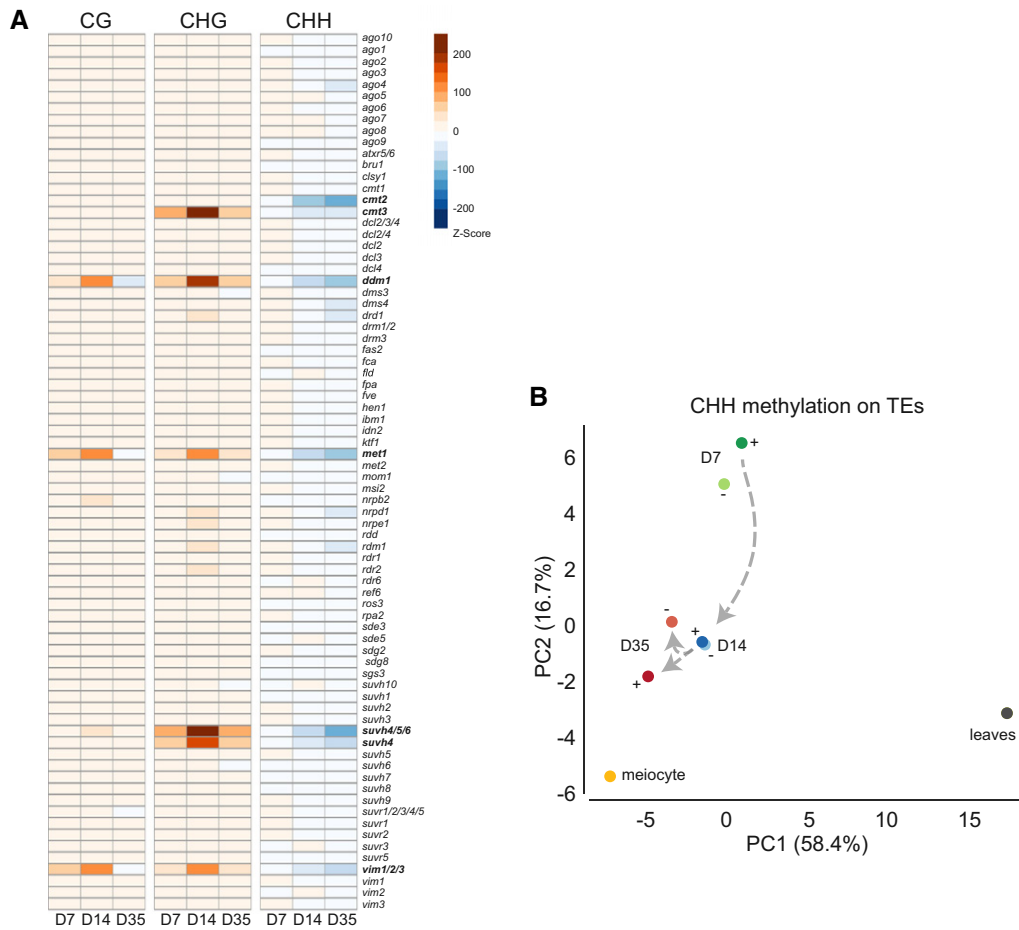 A
CG CHG CHH
ago10
ago1
ago2
ago3
ago4
ago5
ago6
ago7
ago8
ago9
atxr5/6
bru1
clsy1
cmt1
cmt2
cmt3
dcl2/3/4
dcl2/4
dcl2
dcl3
dcl4
ddm1
dms3
dms4
drd1
drm1/2
drm3
fas2
fca
fld
fpa
fve
hen1
ibm1
idn2
ktf1
met1
met2
mom1
msi2
nrpb2
nrpd1
nrpe1
rdd
rdm1
rdr1
rdr2
rdr6
ref6
ros3
rpa2
sde3
sde5
sdg2
sdg8
sgs3
suvh10
suvh1
suvh2
suvh3
suvh4/5/6
suvh4
suvh5
suvh6
suvh7
suvh8
suvh9
suvr1/2/3/4/5
suvr1
suvr2
suvr3
suvr5
vim1/2/3
vim1
vim2
vim3
D7 D14 D35 D7 D14 D35 D7 D14 D35
200
100
0
-100
-200
Z-Score
B
CHH methylation on TEs
PC2 (16.7%)
6
4
2
0
-2
-4
-6
D7
+
-
-
+
D35
D14
-
+
leaves
meiocyte
-5 0 5 10 15
PC1 (58.4%)